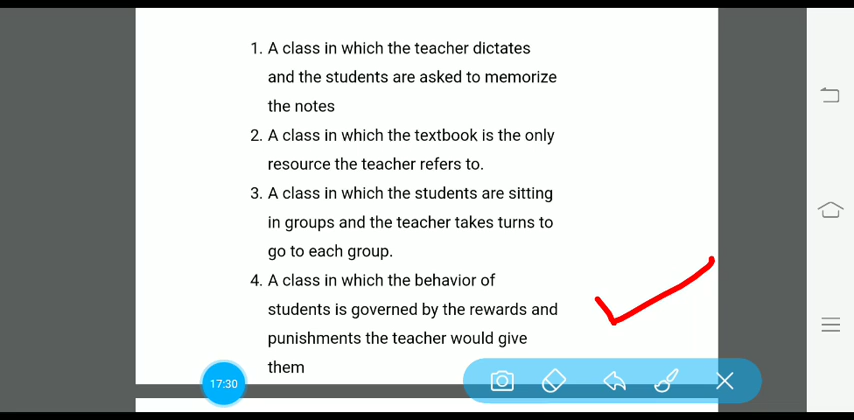 1. A class in which the teacher dictates
and the students are asked to memorize
the notes
2. A class in which the textbook is the only
resource the teacher refers to.
3. A class in which the students are sitting
in groups and the teacher takes turns to
go to each group.
4. A class in which the behavior of
students is governed by the rewards and
punishments the teacher would give
them
17:30